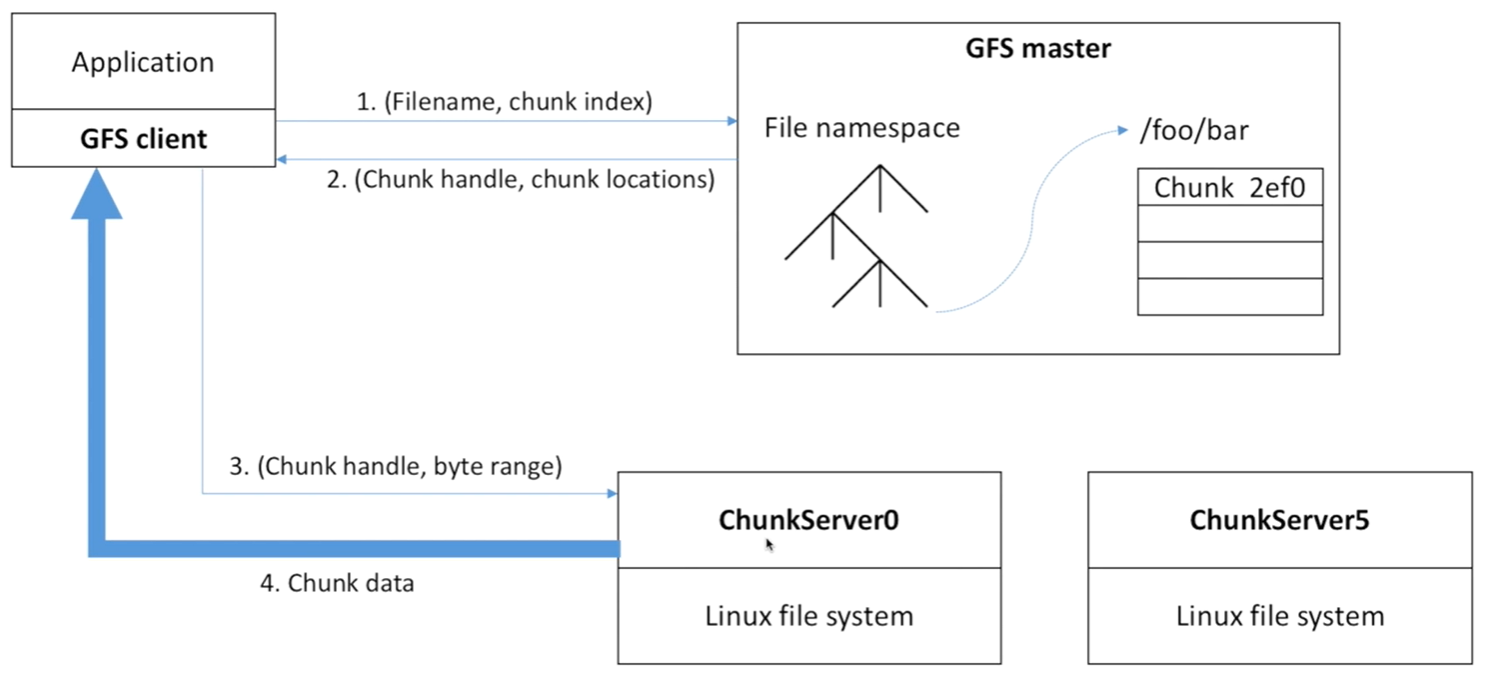 Application
GFS client
1. (Filename, chunk index)
2. (Chunk handle, chunk locations)
GFS master
File namespace
/foo/bar
Chunk 2ef0
3. (Chunk handle, byte range)
4. Chunk data
ChunkServer0
Linux file system
ChunkServer5
Linux file system